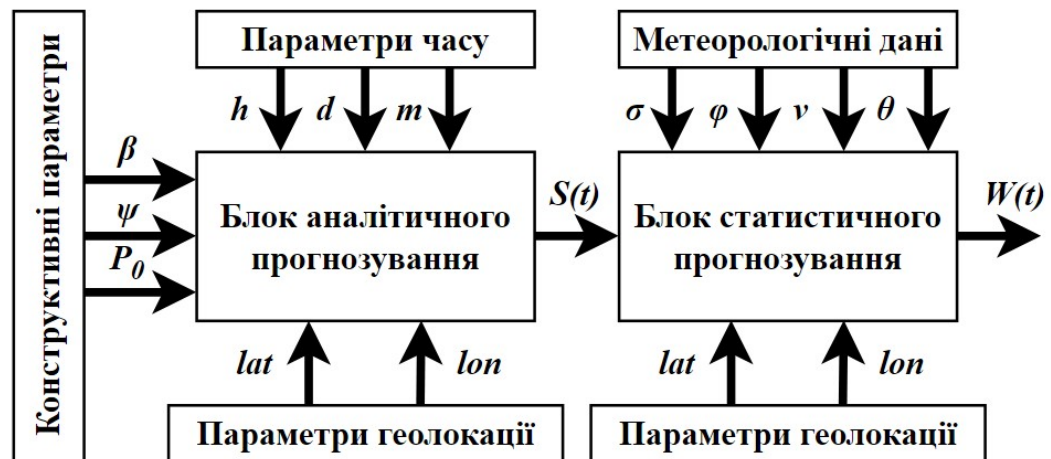 Конструктивні параметри
Параметри часу
Метеорологічні дані
h d m
σ φ ν θ
β
ψ
P₀
Блок аналітичного
прогнозування
S(t)
Блок статистичного
прогнозування
W(t)
lat lon
lat lon
Параметри геолокації
Параметри геолокації